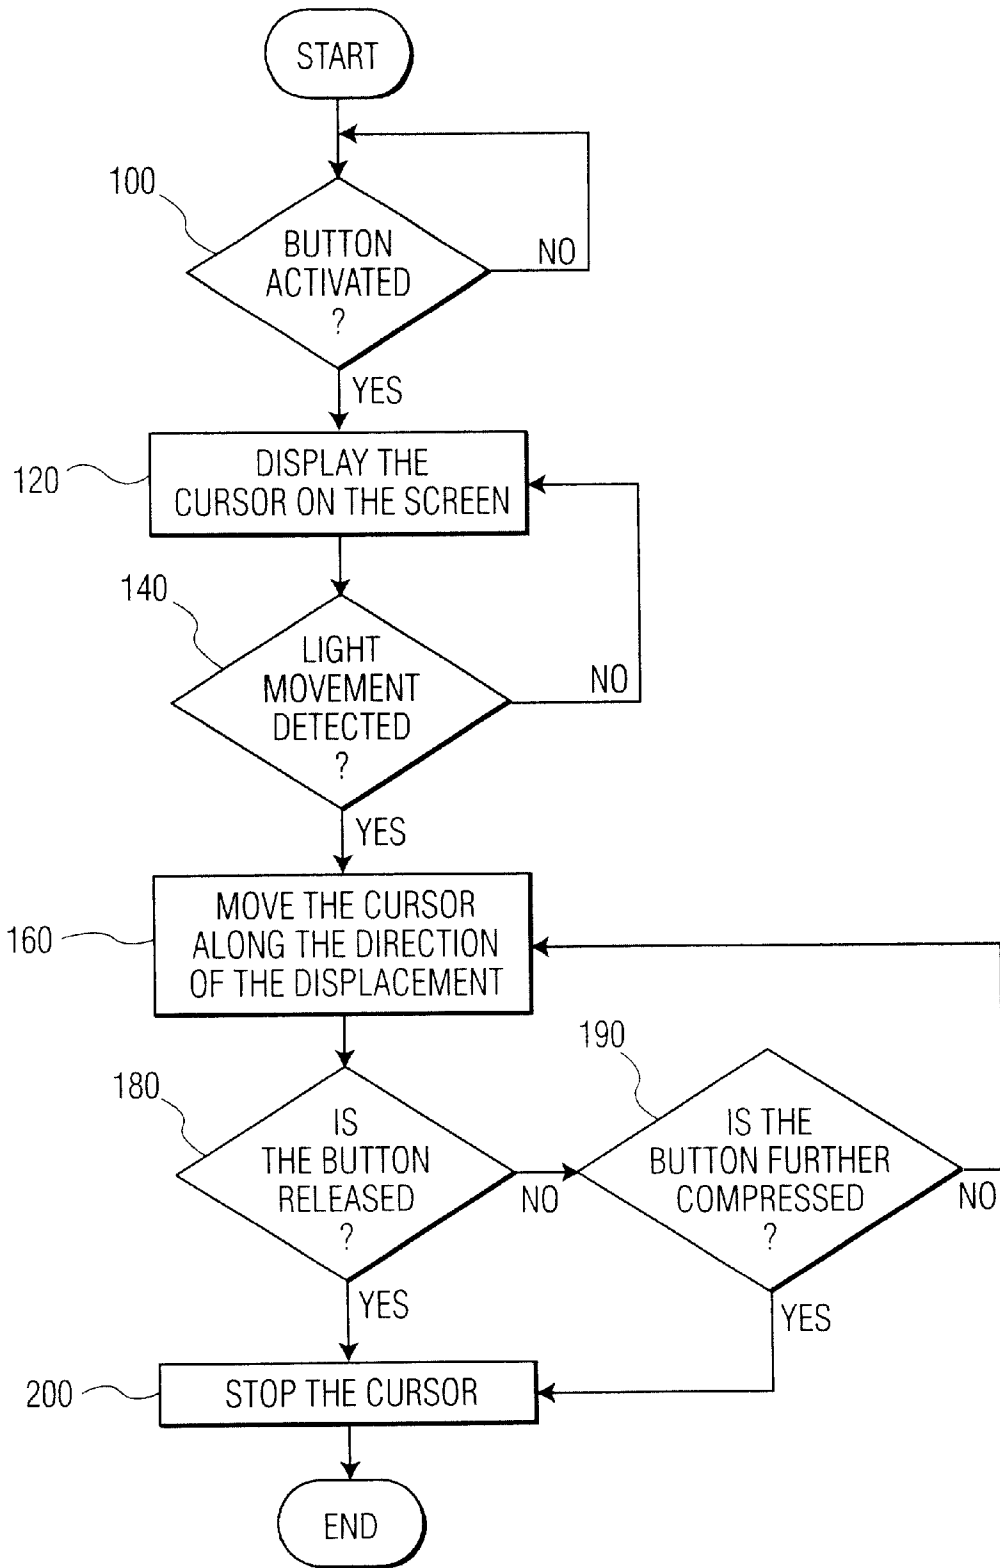 START
100
BUTTON
ACTIVATED
?
NO
YES
120
DISPLAY THE
CURSOR ON THE SCREEN
140
LIGHT
MOVEMENT
DETECTED
?
NO
YES
160
MOVE THE CURSOR
ALONG THE DIRECTION
OF THE DISPLACEMENT
180
IS
THE BUTTON
RELEASED
?
NO
YES
190
IS THE
BUTTON FURTHER
COMPRESSED
?
NO
YES
200
STOP THE CURSOR
END